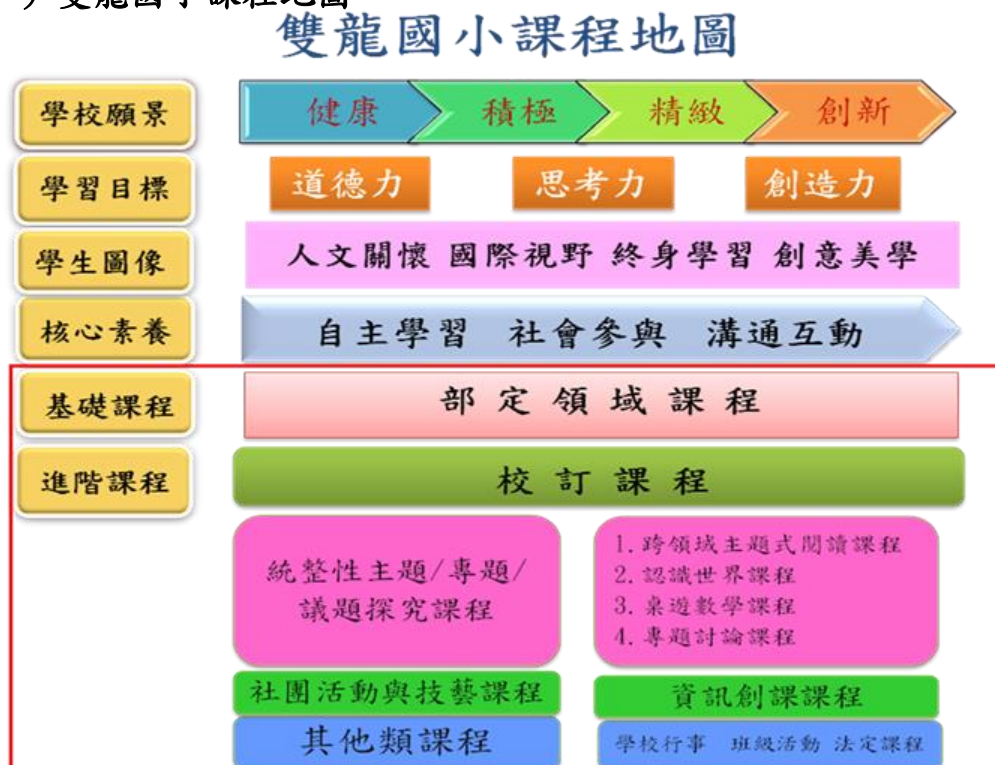 雙龍國小課程地圖
雙龍國小課程地圖
學校願景 健康 積極 精緻 創新
學習目標 道德力 思考力 創造力
學生圖像 人文關懷 國際視野 終身學習 創意美學
核心素養 自主學習 社會參與 溝通互動
基礎課程 部定領域課程
進階課程 校訂課程
統整性主題/專題/
議題探究課程
1. 跨領域主題式閱讀課程
2. 認識世界課程
3. 桌遊數學課程
4. 專題討論課程
社團活動與技藝課程 資訊創課課程
其他類課程 學校行事 班級活動 法定課程